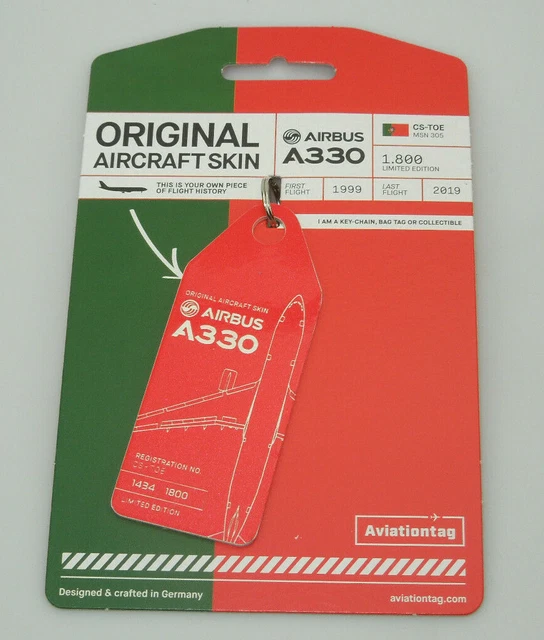 ORIGINAL
AIRCRAFT SKIN
AIRBUS
A330
CS-TOE
MSN 305
1.800
LIMITED EDITION
THIS IS YOUR OWN PIECE
OF FLIGHT HISTORY
FIRST
FLIGHT
1999
LAST
FLIGHT
2019
I AM A KEY-CHAIN, BAG TAG OR COLLECTIBLE
ORIGINAL AIRCRAFT SKIN
AIRBUS
A330
REGISTRATION NO.
CS-TOE
1434 1800
LIMITED EDITION
Aviationtag
Designed & crafted in Germany
aviationtag.com